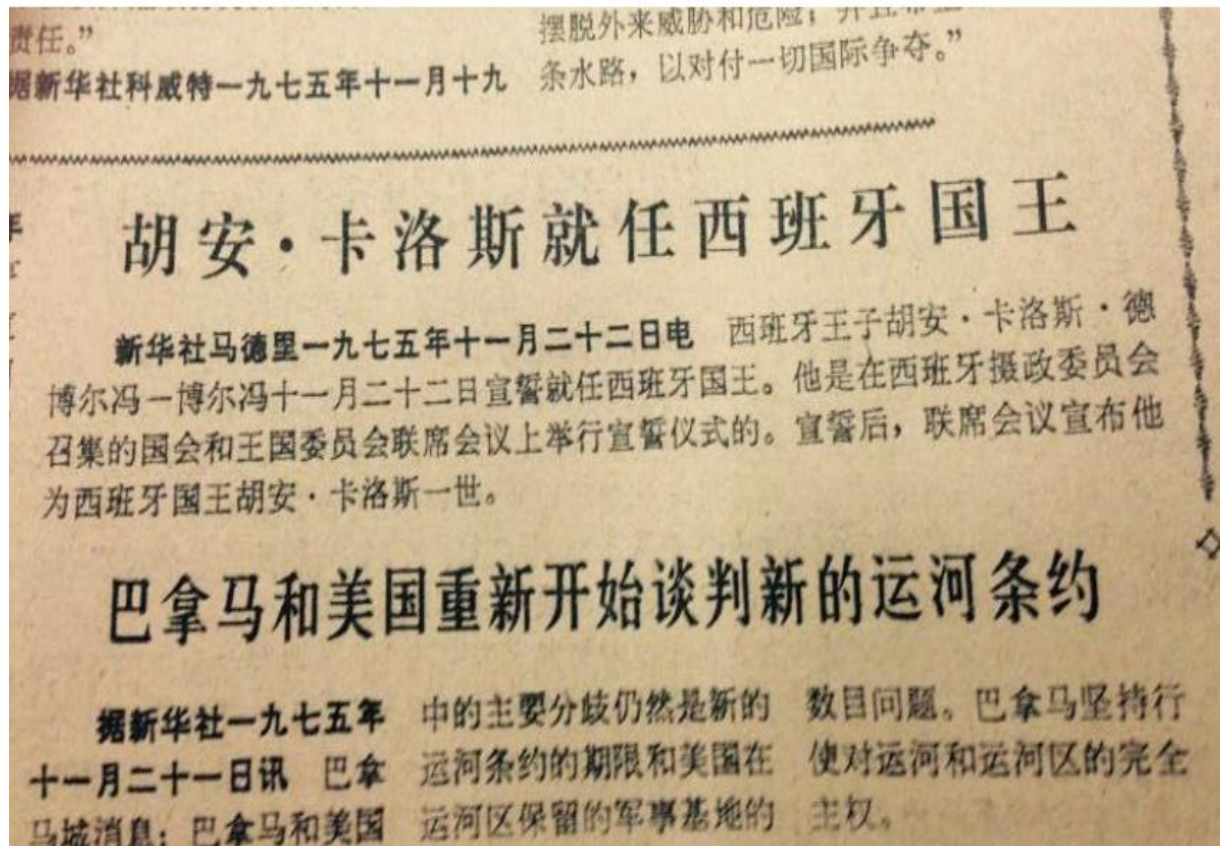 责任。”
据新华社科威特一九七五年十一月十九
摆脱外来威胁和危险；并且希望
条水路，以对付一切国际争夺。”
胡安·卡洛斯就任西班牙国王
新华社马德里一九七五年十一月二十二日电 西班牙王子胡安·卡洛斯·德
博尔冯—博尔冯十一月二十二日宣誓就任西班牙国王。他是在西班牙摄政委员会
召集的国会和王国委员会联席会议上举行宣誓仪式的。宣誓后，联席会议宣布他
为西班牙国王胡安·卡洛斯一世。
巴拿马和美国重新开始谈判新的运河条约
据新华社一九七五年
十一月二十一日讯 巴拿
马城消息：巴拿马和美国
中的主要分歧仍然是新的
运河条约的期限和美国在
运河区保留的军事基地的
数目问题。巴拿马坚持行
使对运河和运河区的完全
主权。